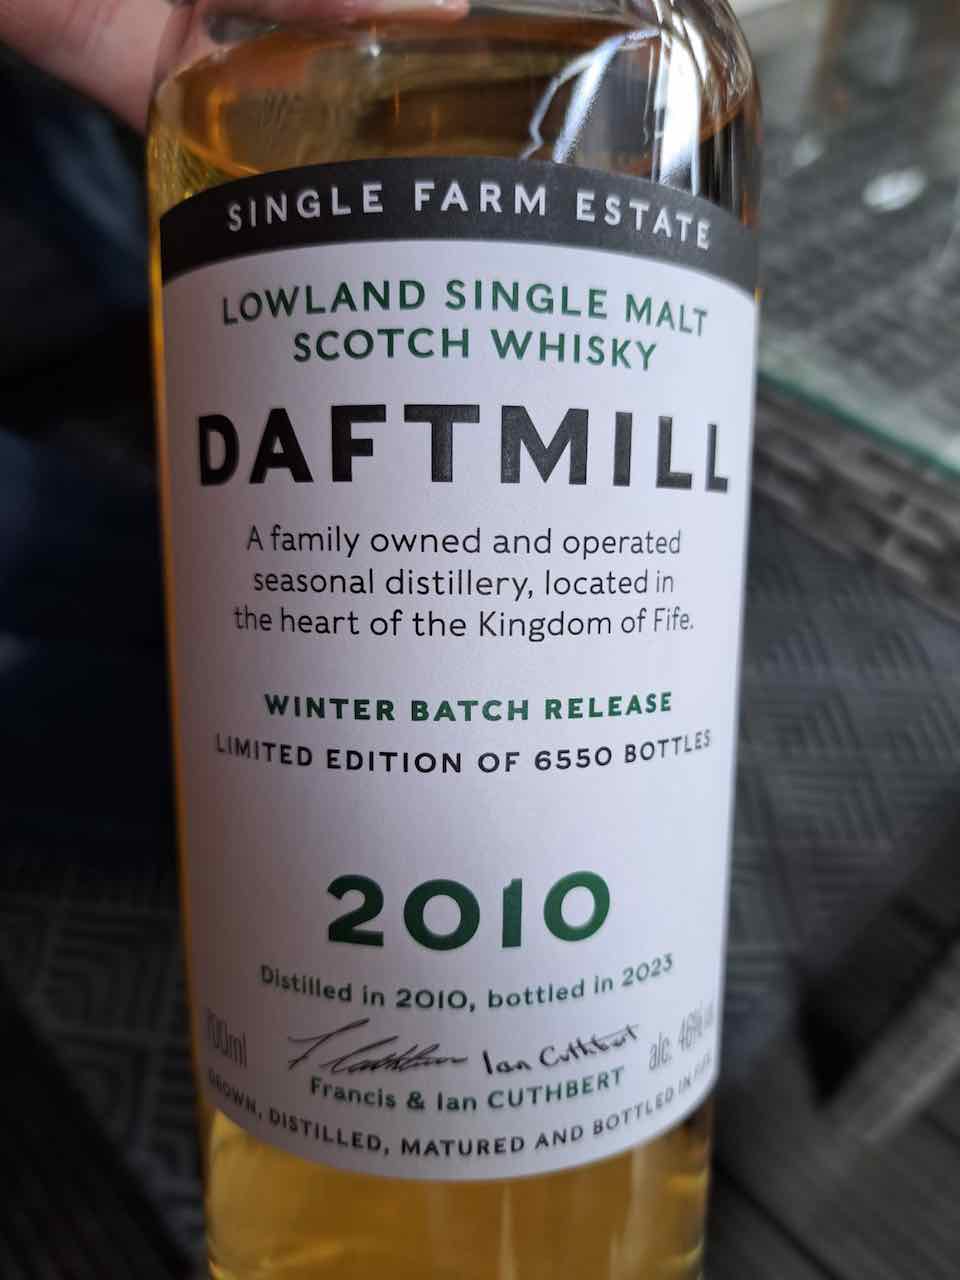 SINGLE FARM ESTATE
LOWLAND SINGLE MALT
SCOTCH WHISKY
DAFTMILL
A family owned and operated
seasonal distillery, located in
the heart of the Kingdom of Fife.
WINTER BATCH RELEASE
LIMITED EDITION OF 6550 BOTTLES
2010
Distilled in 2010, bottled in 2023
700ml
F Cuthbert Ian Cuthbert
alc. 46% vol
Francis & Ian CUTHBERT
GROWN, DISTILLED, MATURED AND BOTTLED IN FIFE